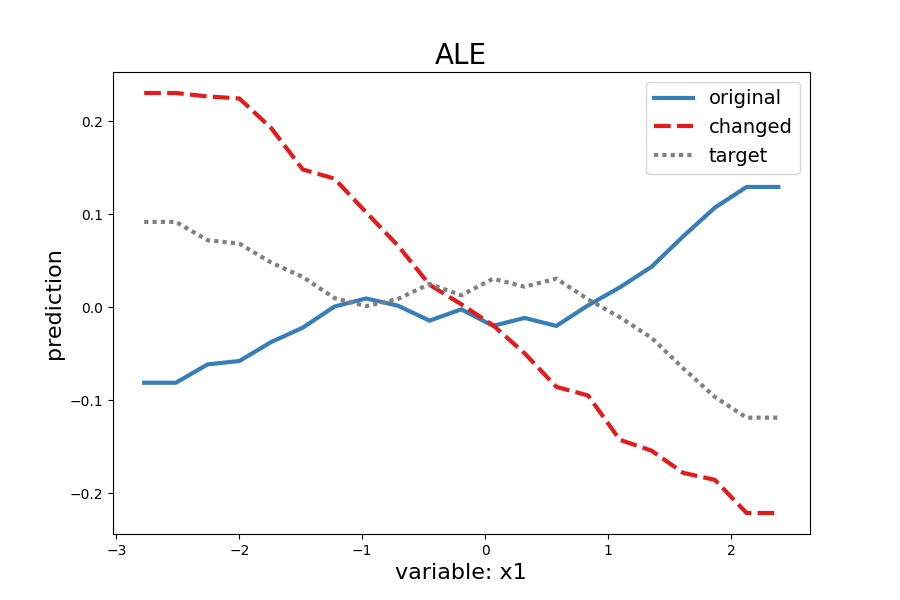 ALE
original
changed
target
0.2
0.1
0.0
−0.1
−0.2
prediction
−3
−2
−1
0
1
2
variable: x1